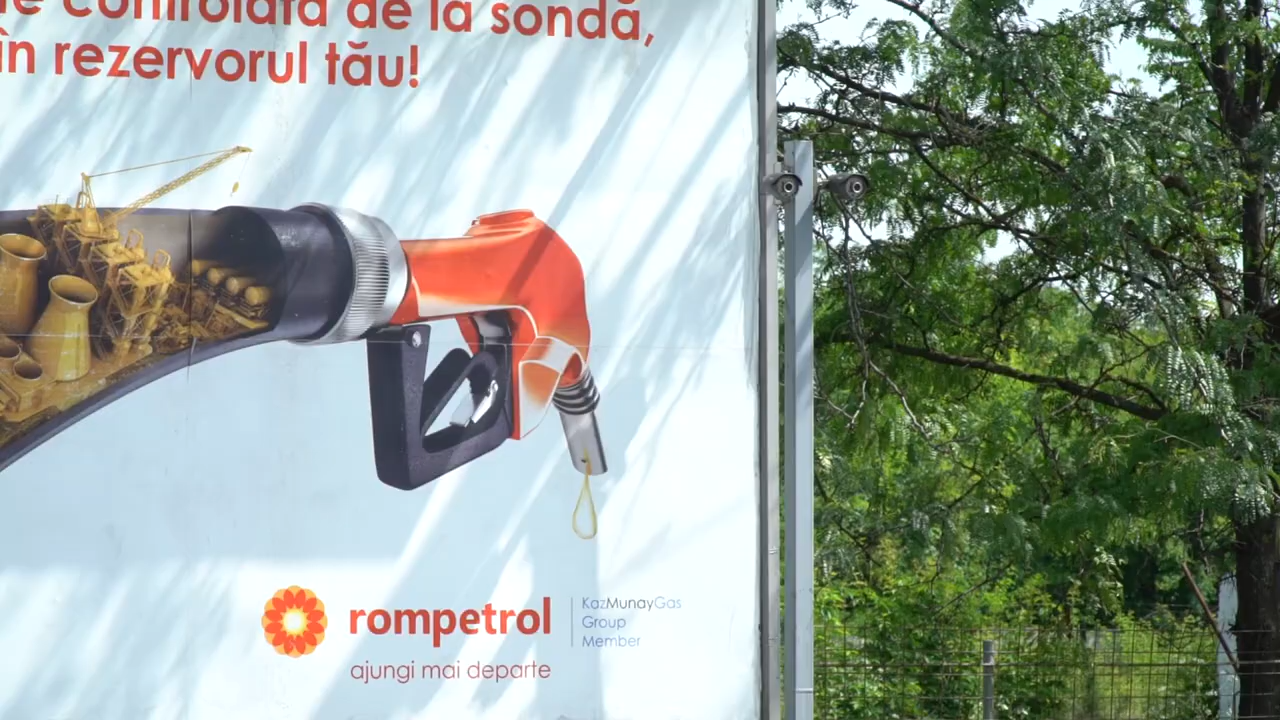 controlată de la sondă,
în rezervorul tău!
rompetrol
ajungi mai departe
KazMunayGas
Group
Member